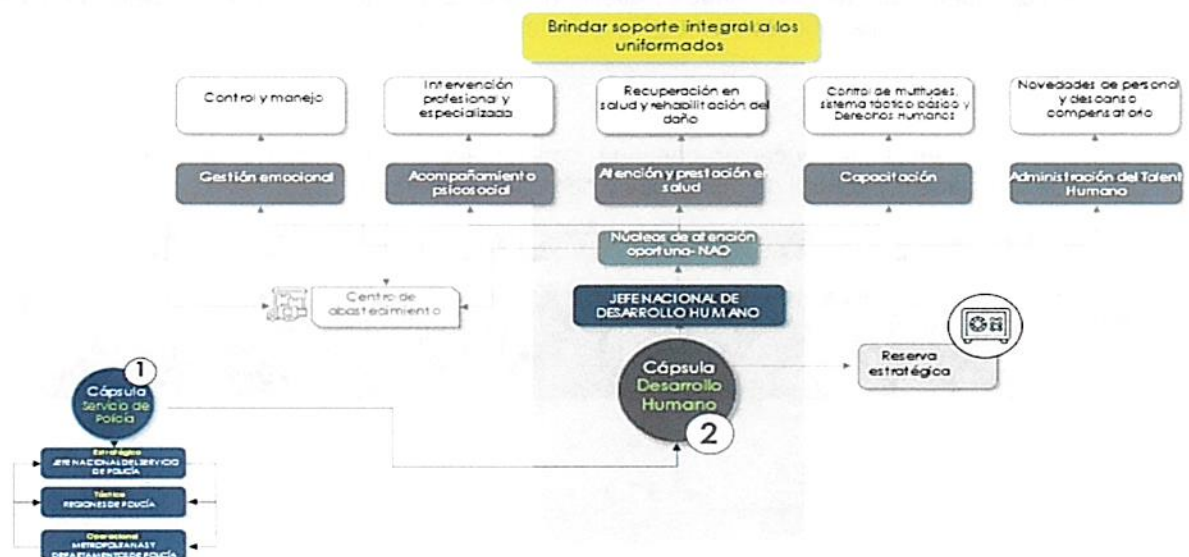 Brindar soporte integral a los
uniformados
Control y manejo
Intervención
profesional y
especializada
Recuperación en
salud y rehabilitación del
daño
Control de multitudes,
sistema táctico básico y
Derechos Humanos
Novedades de personal
y descanso
compensatorio
Gestión emocional
Acompañamiento
psicosocial
Atención y prestación en
salud
Capacitación
Administración del Talent
Humano
Núcleos de atención
oportuna- NAO
Centro de
abastecimiento
JEFE NACIONAL DE
DESARROLLO HUMANO
Reserva
estratégica
1
Cápsula
Servicio de
Policía
Cápsula
Desarrollo
Humano
2
Estratégico
JEFE NACIONAL DEL SERVICIO
DE POLICÍA
Táctico
REGIONES DE POLICÍA
Operacional
METROPOLITANAS Y
DEPARTAMENTOS DE POLICÍA